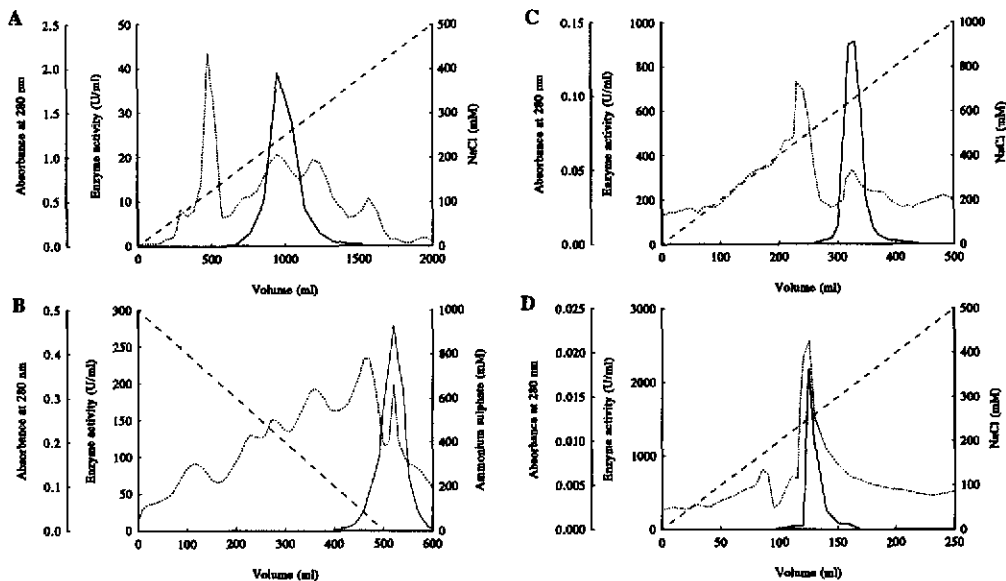 A
Absorbance at 280 nm
2.5
2.0
1.5
1.0
0.5
0.0
Enzyme activity (U/ml)
50
40
30
20
10
0
NaCl (mM)
500
400
300
200
100
0
0 500 1000 1500 2000
Volume (ml)
C
Absorbance at 280 nm
0.15
0.10
0.05
0.00
Enzyme activity (U/ml)
1000
800
600
400
200
0
NaCl (mM)
1000
800
600
400
200
0
0 100 200 300 400 500
Volume (ml)
B
Absorbance at 280 nm
0.5
0.4
0.3
0.2
0.1
0.0
Enzyme activity (U/ml)
300
250
200
150
100
50
0
Ammonium sulphate (mM)
1000
800
600
400
200
0
0 100 200 300 400 500 600
Volume (ml)
D
Absorbance at 280 nm
0.025
0.020
0.015
0.010
0.005
0.000
Enzyme activity (U/ml)
3000
2000
1000
0
NaCl (mM)
500
400
300
200
100
0
0 50 100 150 200 250
Volume (ml)